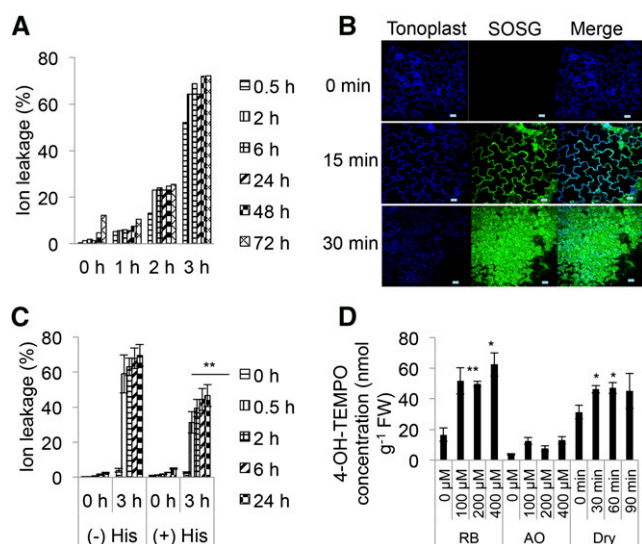 A
Ion leakage (%)
80
60
40
20
0
0 h
1 h
2 h
3 h
0.5 h
2 h
6 h
24 h
48 h
72 h
B
Tonoplast SOSG Merge
0 min
15 min
30 min
C
Ion leakage (%)
80
60
40
20
0
**
0 h
3 h
0 h
3 h
(-) His
(+) His
0 h
0.5 h
2 h
6 h
24 h
D
4-OH-TEMPO
concentration (nmol
g⁻¹ FW)
80
60
40
20
0
**
*
*
*
0 µM
100 µM
200 µM
400 µM
0 µM
100 µM
200 µM
400 µM
0 min
30 min
60 min
90 min
RB
AO
Dry